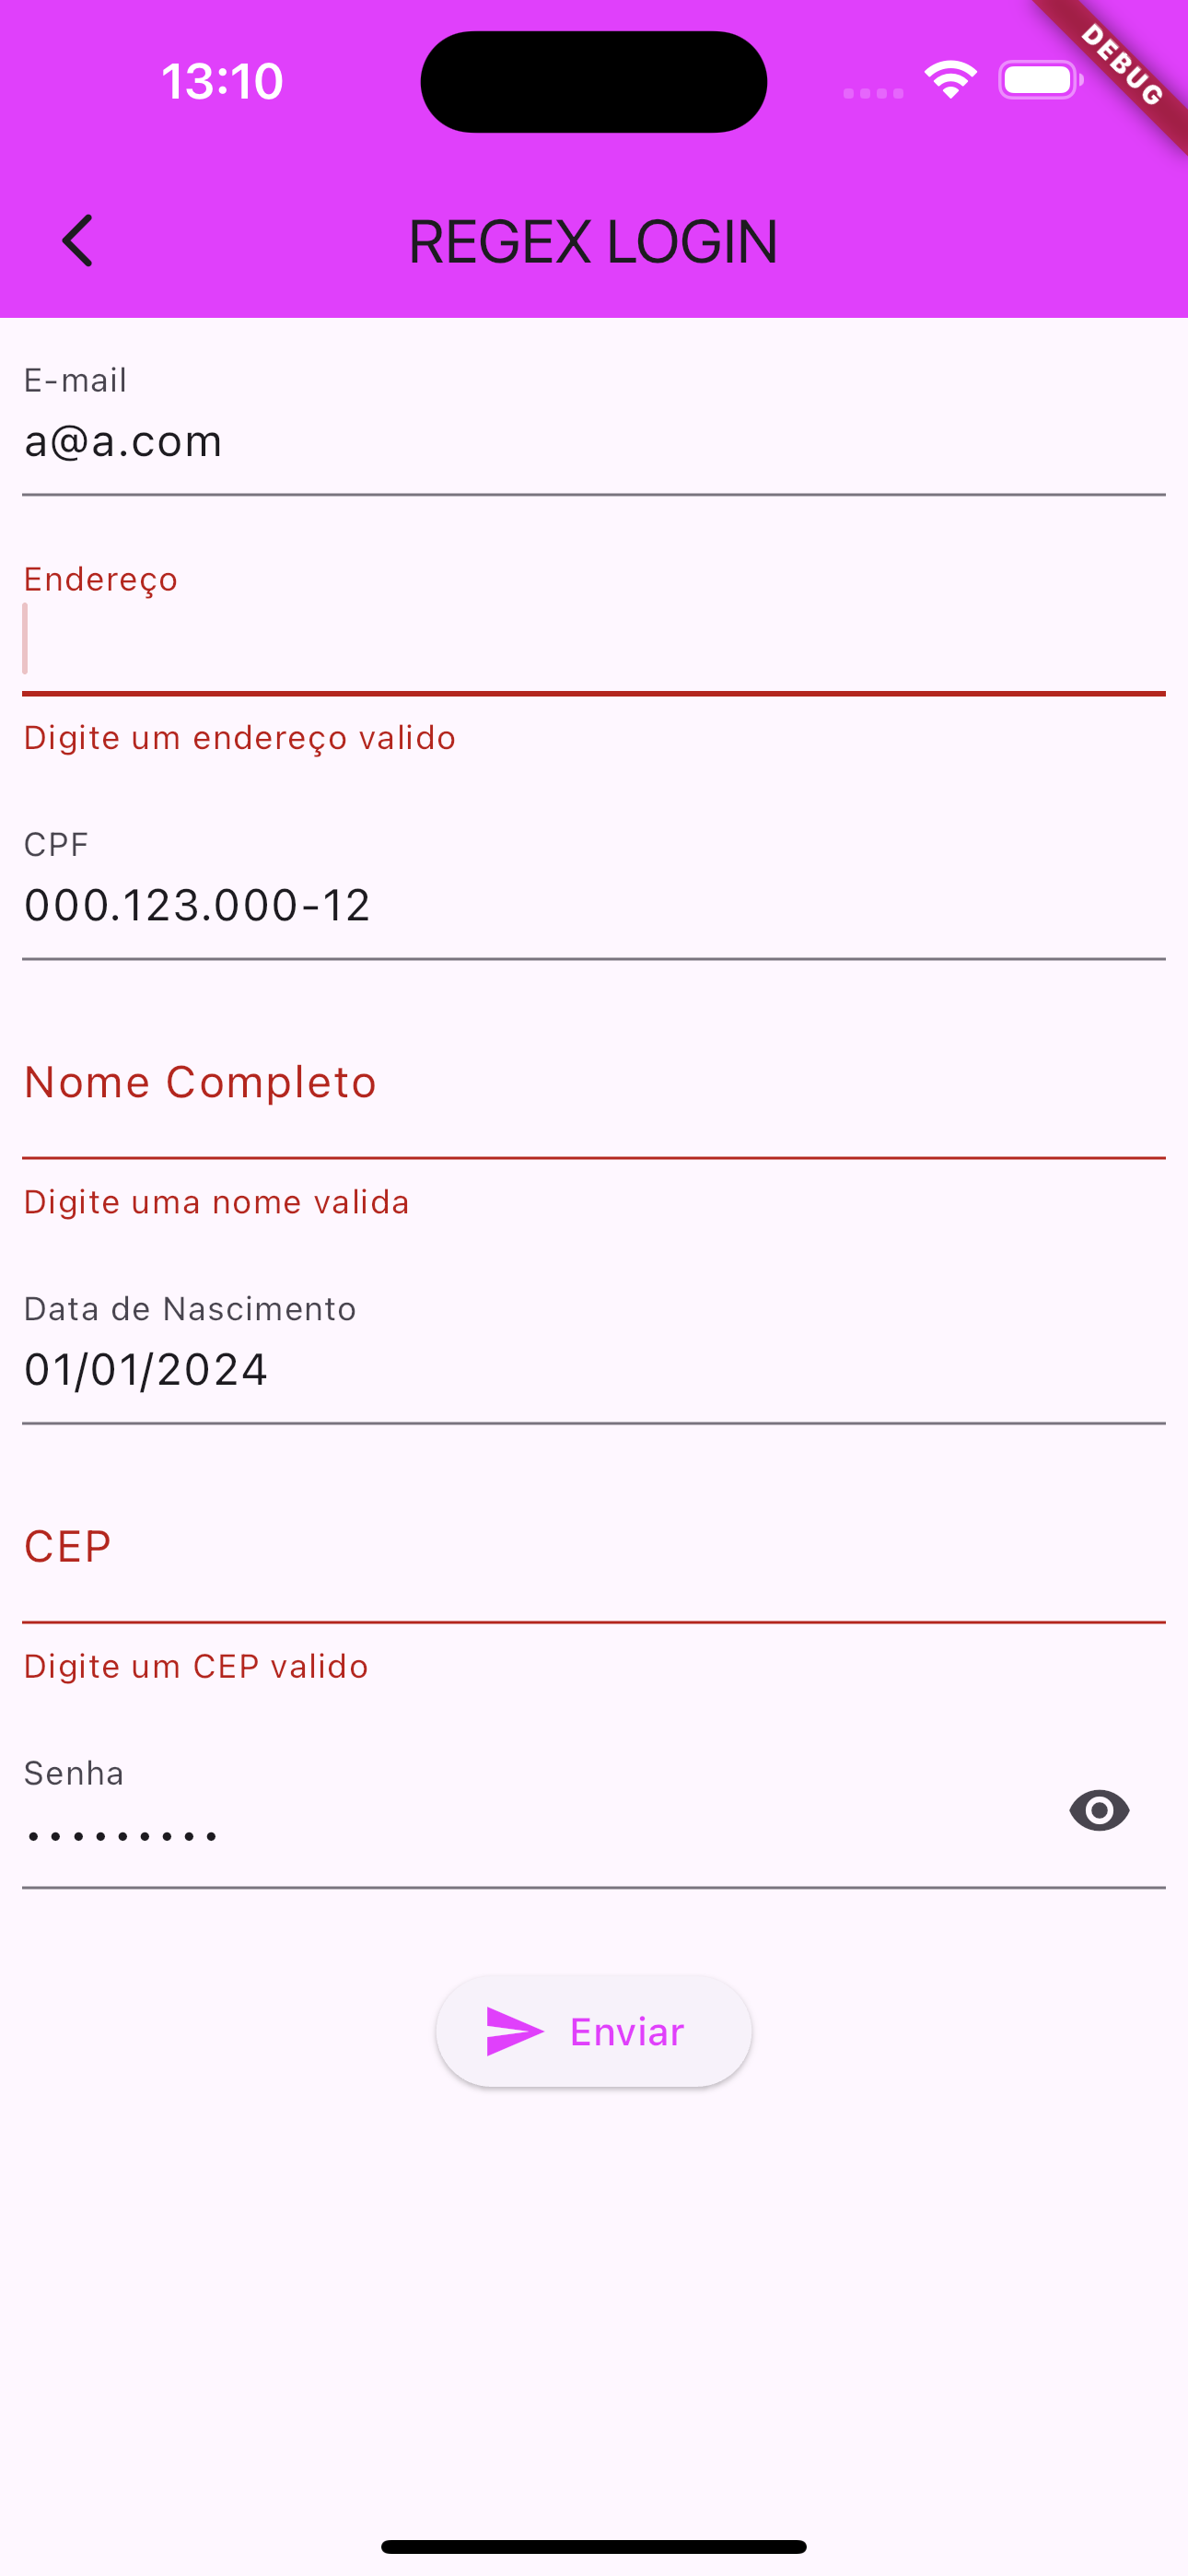 13:10
DEBUG
REGEX LOGIN
E-mail
a@a.com
Endereço
Digite um endereço valido
CPF
000.123.000-12
Nome Completo
Digite uma nome valida
Data de Nascimento
01/01/2024
CEP
Digite um CEP valido
Senha
•••••••••
Enviar